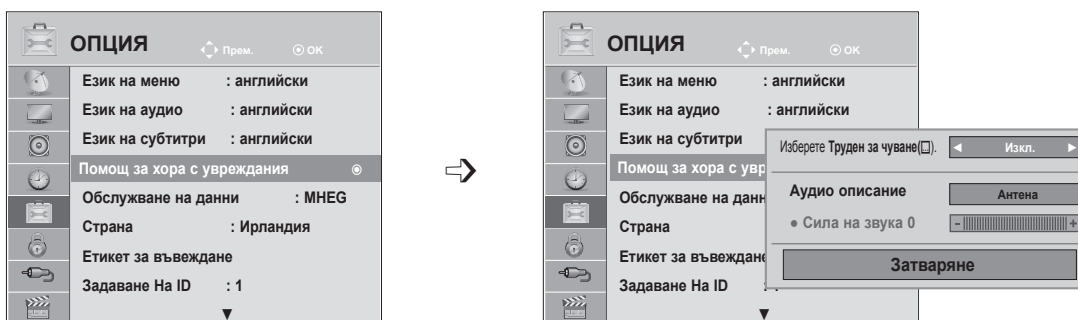 ОПЦИЯ
Прем. OK
Език на меню : английски
Език на аудио : английски
Език на субтитри : английски
Помощ за хора с увреждания
Обслужване на данни : MHEG
Страна : Ирландия
Етикет за въвеждане
Задаване На ID : 1
ОПЦИЯ
Прем. OK
Език на меню : английски
Език на аудио : английски
Език на субтитри
Помощ за хора с увр
Обслужване на данн
Страна
Етикет за въвеждане
Задаване На ID : 1
Изберете Труден за чуване( ).
Изкл.
Аудио описание
Антена
● Сила на звука 0
- +
Затваряне